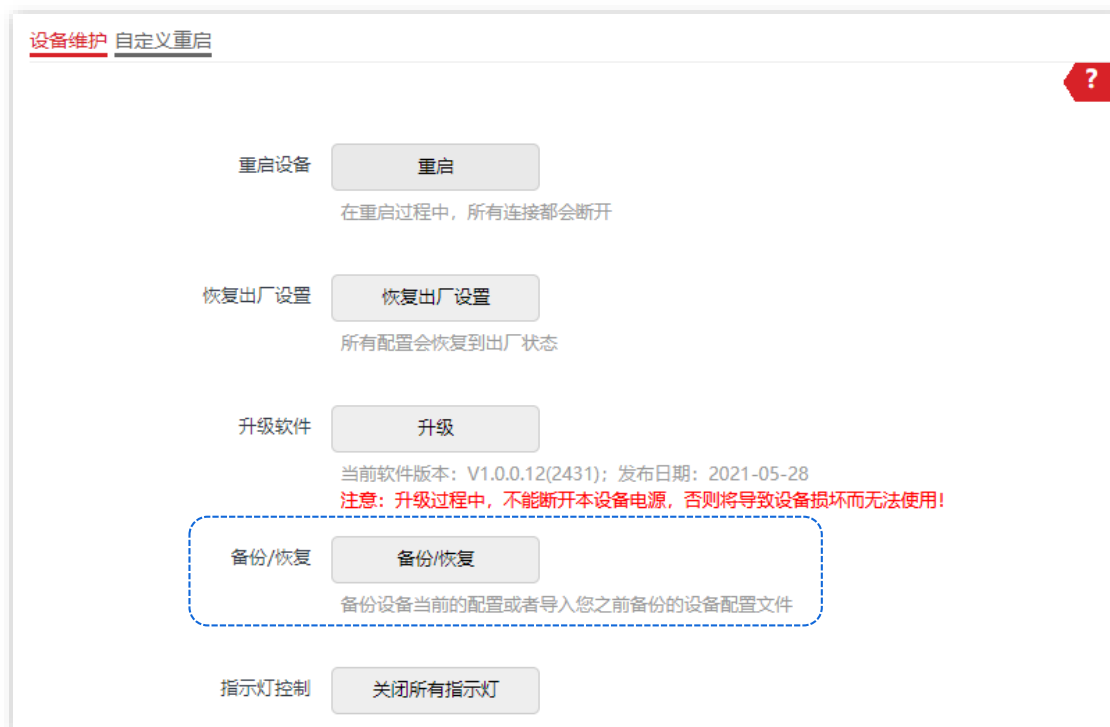 设备维护 自定义重启
?
重启设备 重启
在重启过程中，所有连接都会断开
恢复出厂设置 恢复出厂设置
所有配置会恢复到出厂状态
升级软件 升级
当前软件版本：V1.0.0.12(2431)；发布日期：2021-05-28
注意：升级过程中，不能断开本设备电源，否则将导致设备损坏而无法使用！
备份/恢复 备份/恢复
备份设备当前的配置或者导入您之前备份的设备配置文件
指示灯控制 关闭所有指示灯